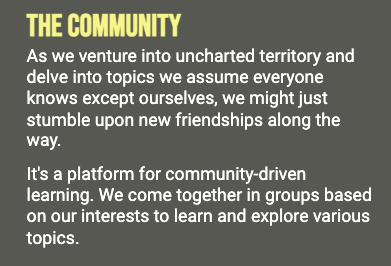 THE COMMUNITY
As we venture into uncharted territory and
delve into topics we assume everyone
knows except ourselves, we might just
stumble upon new friendships along the
way.
It's a platform for community-driven
learning. We come together in groups based
on our interests to learn and explore various
topics.